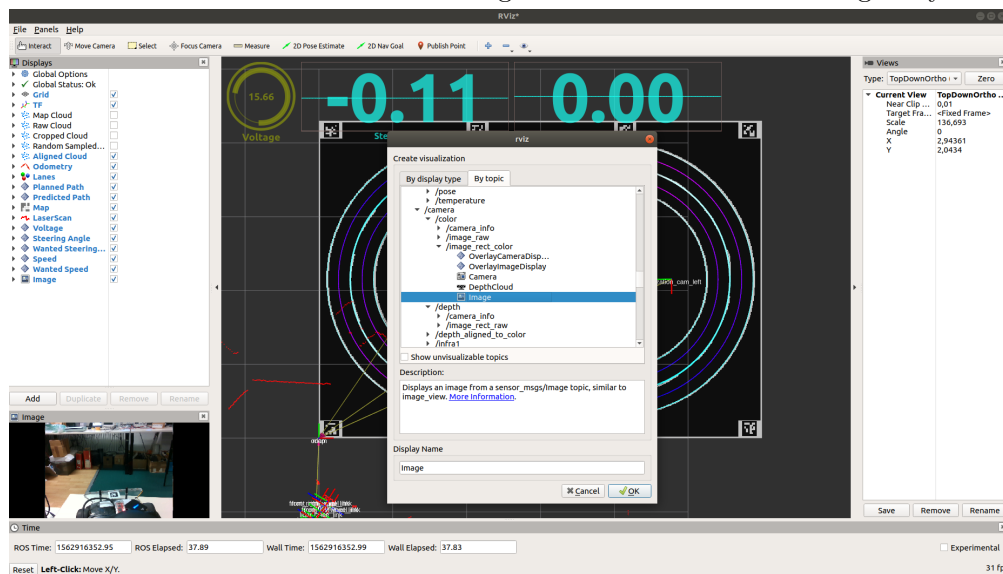 RViz*
File Panels Help
Interact Move Camera Select Focus Camera Measure 2D Pose Estimate 2D Nav Goal Publish Point
Displays
Global Options
Global Status: Ok
Grid
TF
Map Cloud
Raw Cloud
Cropped Cloud
Random Sampled...
Aligned Cloud
Odometry
Lanes
Planned Path
Predicted Path
Map
LaserScan
Voltage
Steering Angle
Wanted Steering...
Speed
Wanted Speed
Image
Add Duplicate Remove Rename
Image
15.66
Voltage
-0.11
Ste
0.00
rviz
Create visualization
By display type By topic
/pose
/temperature
/camera
/color
/camera_info
/image_raw
/image_rect_color
OverlayCameraDisp...
OverlayImageDisplay
Camera
DepthCloud
Image
/depth
/camera_info
/image_rect_raw
/depth_aligned_to_color
/infra1
Show unvisualizable topics
Description:
Displays an image from a sensor_msgs/Image topic, similar to
image_view. More Information.
Display Name
Image
Cancel OK
_cam_left
odom
Views
Type: TopDownOrtho Zero
Current View TopDownOrtho ...
Near Clip ... 0,01
Target Fra... <Fixed Frame>
Scale 136,693
Angle 0
X 2,94361
Y 2,0434
Save Remove Rename
Time
ROS Time: 1562916352.95 ROS Elapsed: 37.89 Wall Time: 1562916352.99 Wall Elapsed: 37.83
Experimental
Reset Left-Click: Move X/Y.
31 fp